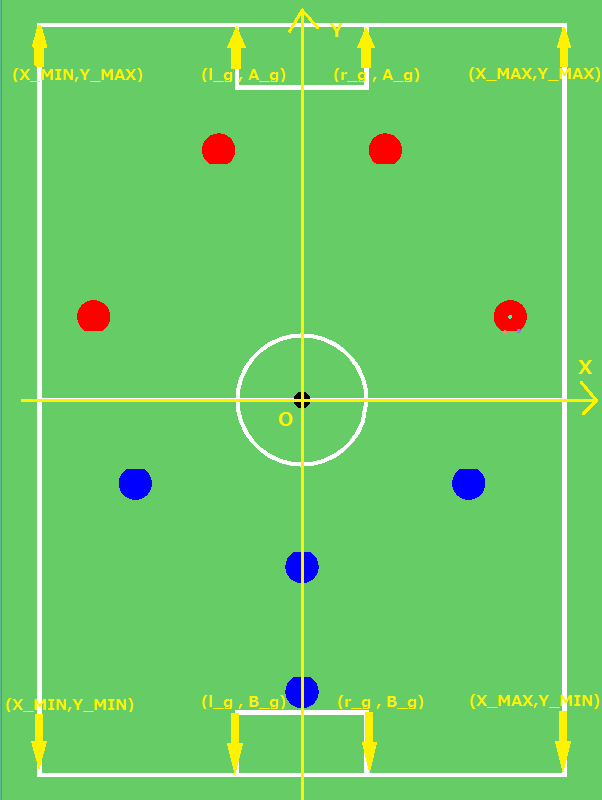 Y
(X_MIN,Y_MAX)
(l_g , A_g)
(r_g , A_g)
(X_MAX,Y_MAX)
X
O
(X_MIN,Y_MIN)
(l_g , B_g)
(r_g , B_g)
(X_MAX,Y_MIN)